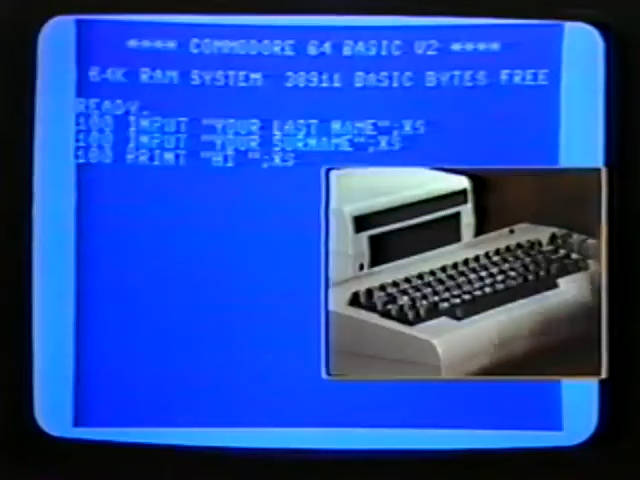 **** COMMODORE 64 BASIC V2 ****
64K RAM SYSTEM 38911 BASIC BYTES FREE
READY.
100 INPUT "YOUR LAST NAME";X$
100 INPUT "YOUR SURNAME";X$
100 PRINT "HI ";X$